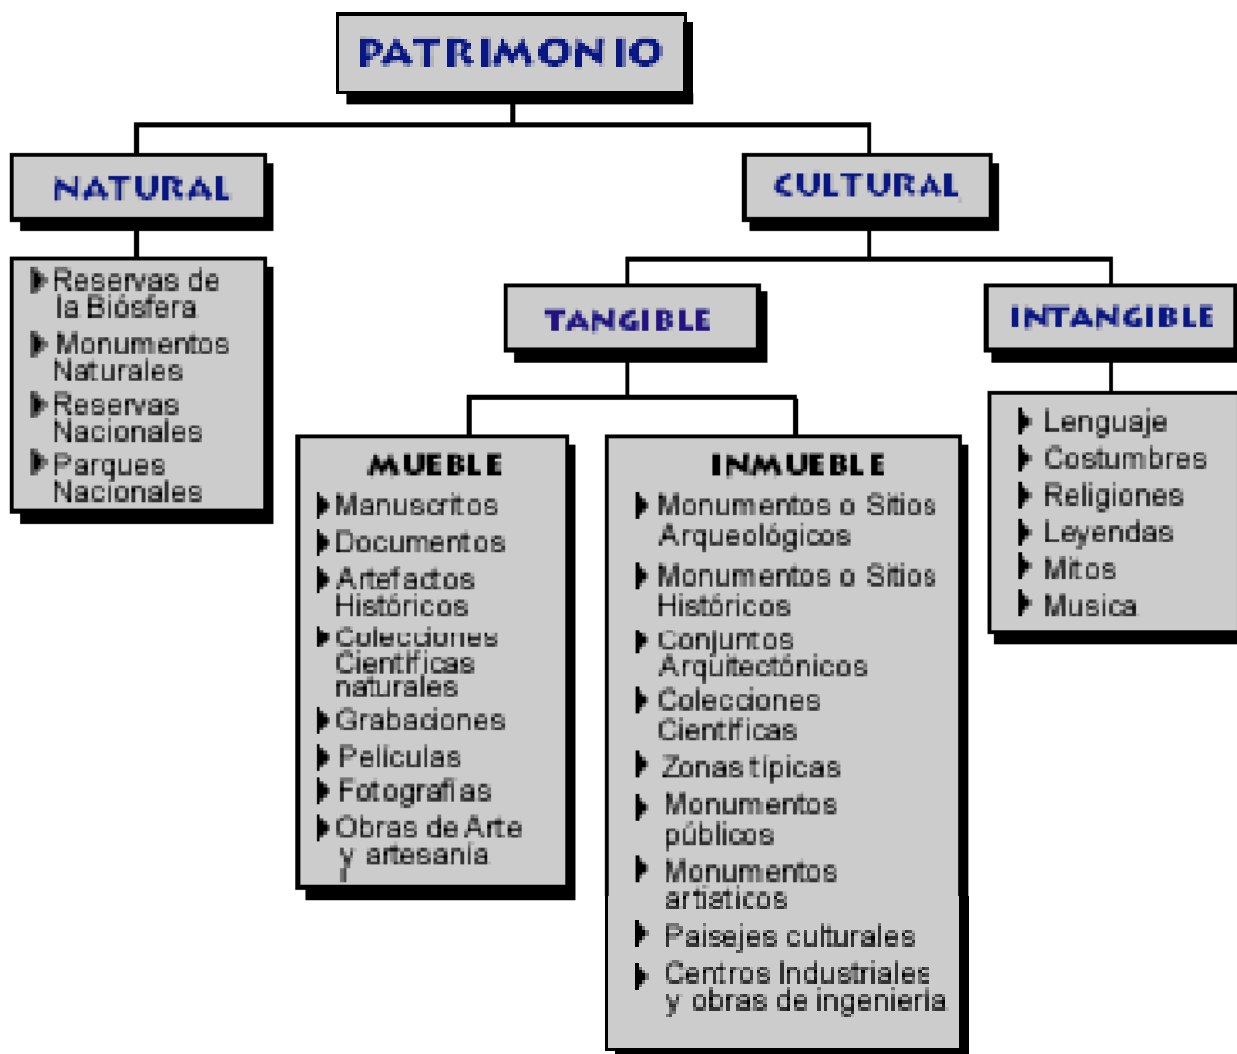 PATRIMONIO
NATURAL
Reservas de
la Biósfera
Monumentos
Naturales
Reservas
Nacionales
Parques
Nacionales
CULTURAL
TANGIBLE
MUEBLE
Manuscritos
Documentos
Artefactos
Históricos
Colecciones
Científicas
naturales
Grabaciones
Películas
Fotografías
Obras de Arte
y artesanía
INMUEBLE
Monumentos o Sitios
Arqueológicos
Monumentos o Sitios
Históricos
Conjuntos
Arquitectónicos
Colecciones
Científicas
Zonas típicas
Monumentos
públicos
Monumentos
artiaticos
Paisejes culturales
Centros Industriales
y obras de ingeniería
INTANGIBLE
Lenguaje
Costumbres
Religiones
Leyendas
Mitos
Musica